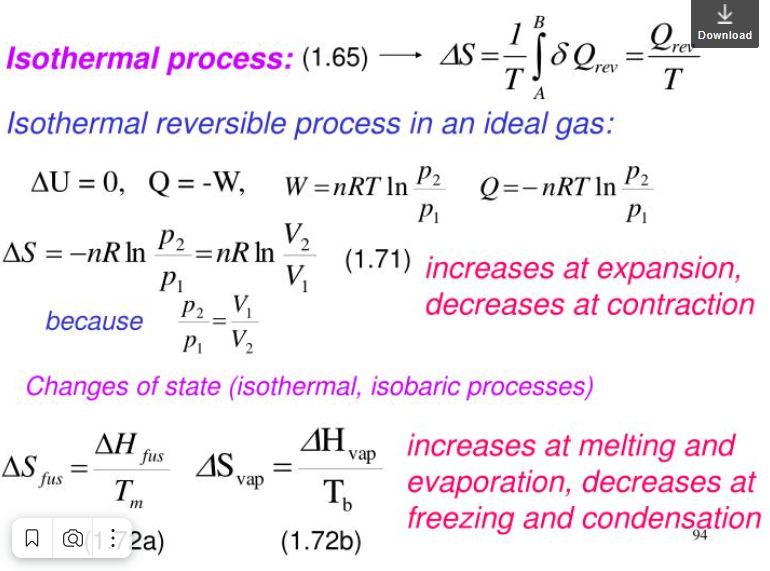 Download
Isothermal process: (1.65) → ΔS = 1/T ∫_A^B δQ_rev = Q_rev/T
Isothermal reversible process in an ideal gas:
ΔU = 0, Q = -W, W = nRT ln p₂/p₁ Q = − nRT ln p₂/p₁
ΔS = −nR ln p₂/p₁ = nR ln V₂/V₁ (1.71) increases at expansion,
decreases at contraction
because p₂/p₁ = V₁/V₂
Changes of state (isothermal, isobaric processes)
ΔS_fus = ΔH_fus/T_m ΔS_vap = ΔH_vap/T_b increases at melting and
evaporation, decreases at
freezing and condensation
2a) (1.72b) 94